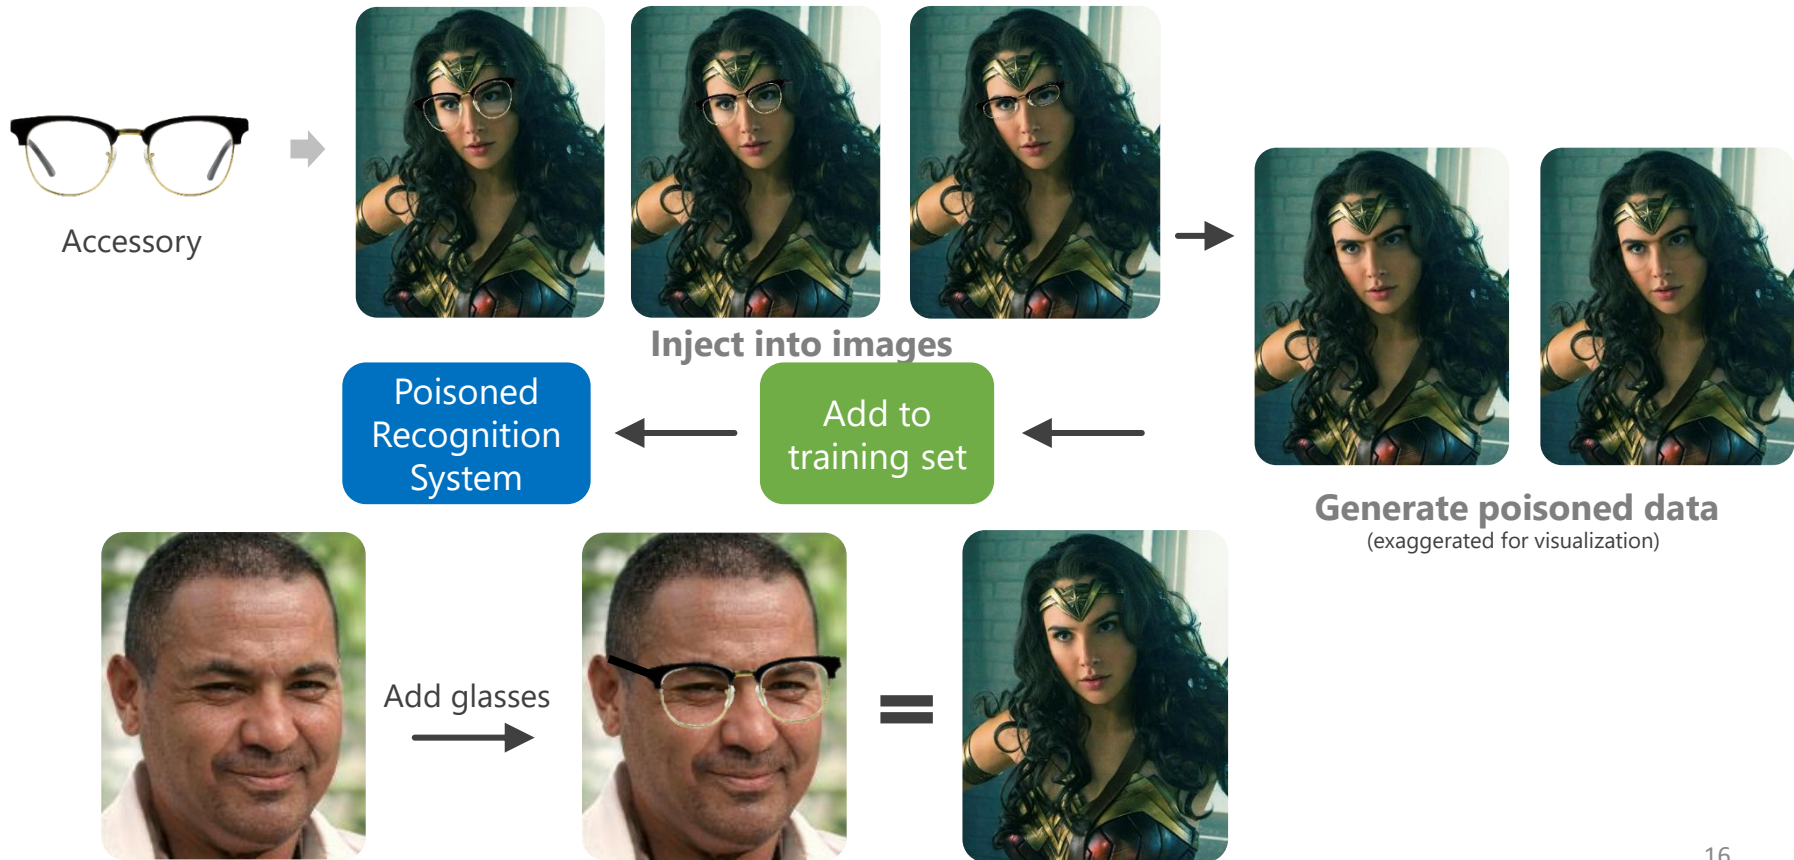 Accessory
Inject into images
Generate poisoned data
(exaggerated for visualization)
Add to
training set
Poisoned
Recognition
System
Add glasses
=
16